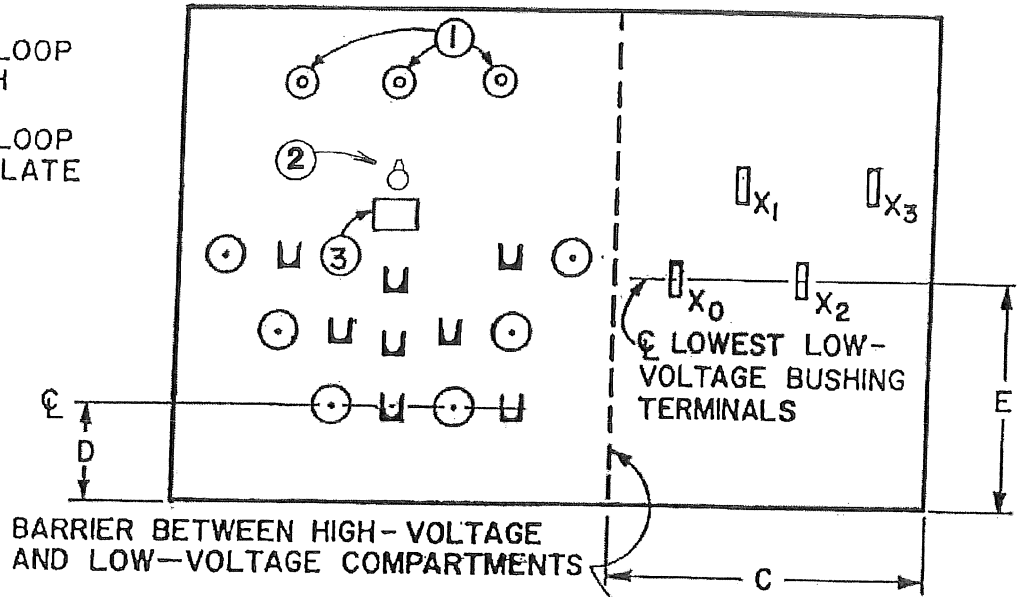 LOOP
H
LOOP
LATE
1
2
3
X1
X3
X0
X2
℄ LOWEST LOW-
VOLTAGE BUSHING
TERMINALS
℄
D
E
BARRIER BETWEEN HIGH-VOLTAGE
AND LOW-VOLTAGE COMPARTMENTS
C